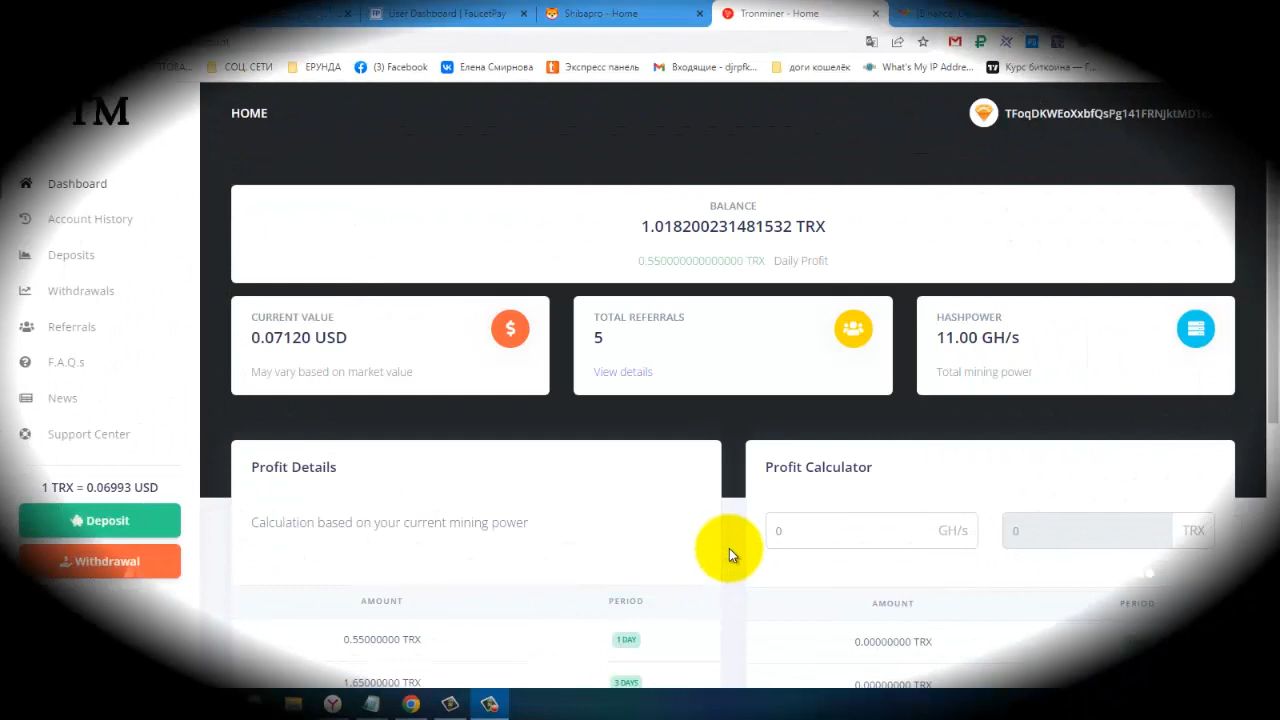 User Dashboard | FaucetPay
Shibapro - Home
Tronminer - Home
СОЦ. СЕТИ
ЕРУНДА
(3) Facebook
Елена Смирнова
Экспресс панель
Входящие - djrpfk...
доги кошелёк
What's My IP Addre...
Курс биткоина — Г...
TM
HOME
TFoqDKWEoXxbfQsPg141FRNJktMD1
Dashboard
Account History
Deposits
Withdrawals
Referrals
F.A.Q.s
News
Support Center
1 TRX = 0.06993 USD
Deposit
Withdrawal
BALANCE
1.018200231481532 TRX
0.550000000000000 TRX Daily Profit
CURRENT VALUE
0.07120 USD
May vary based on market value
TOTAL REFERRALS
5
View details
HASHPOWER
11.00 GH/s
Total mining power
Profit Details
Calculation based on your current mining power
AMOUNT PERIOD
0.55000000 TRX 1 DAY
1.65000000 TRX 3 DAYS
Profit Calculator
0 GH/s 0 TRX
AMOUNT PERIOD
0.00000000 TRX
0.00000000 TRX